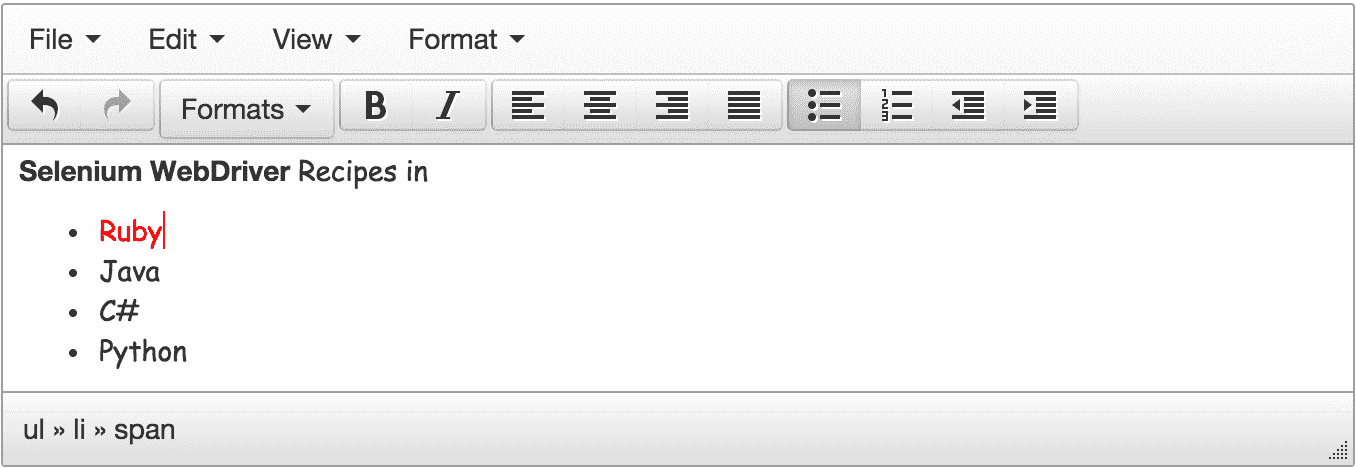 File Edit View Format
Formats B I
Selenium WebDriver Recipes in
Ruby
Java
C#
Python
ul » li » span